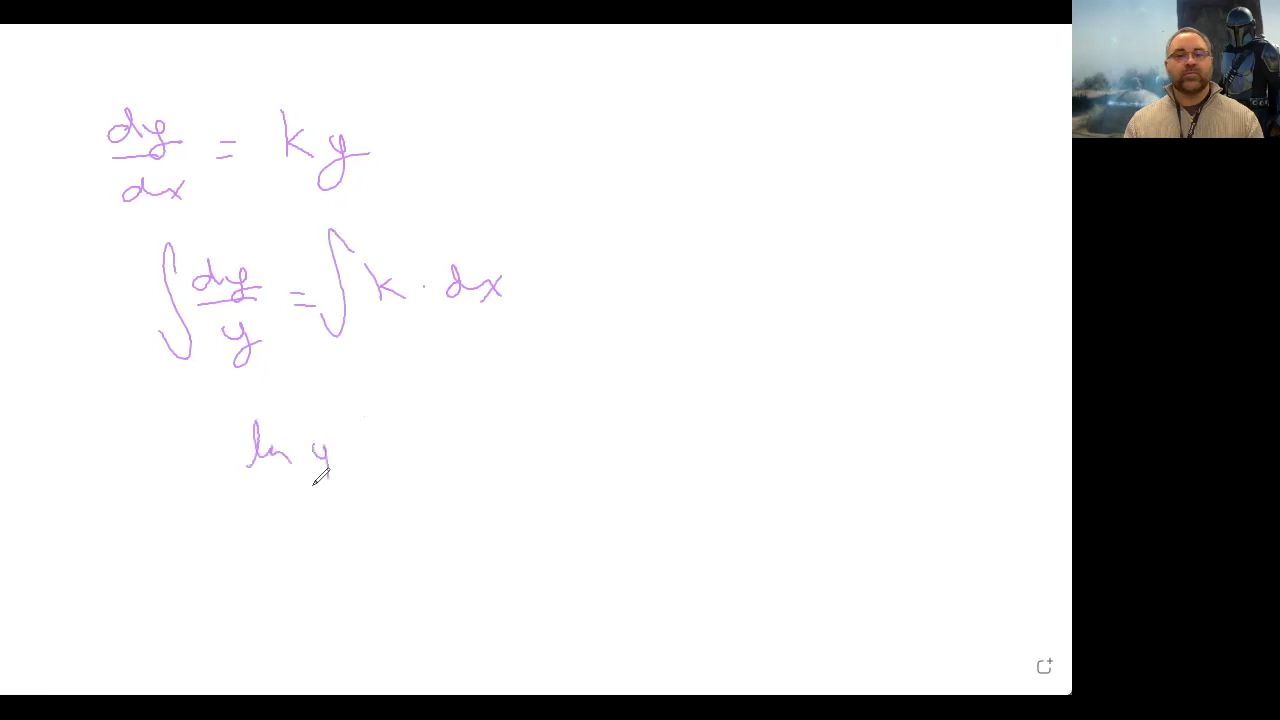 dy/dx = ky
∫ dy/y = ∫ k · dx
ln y